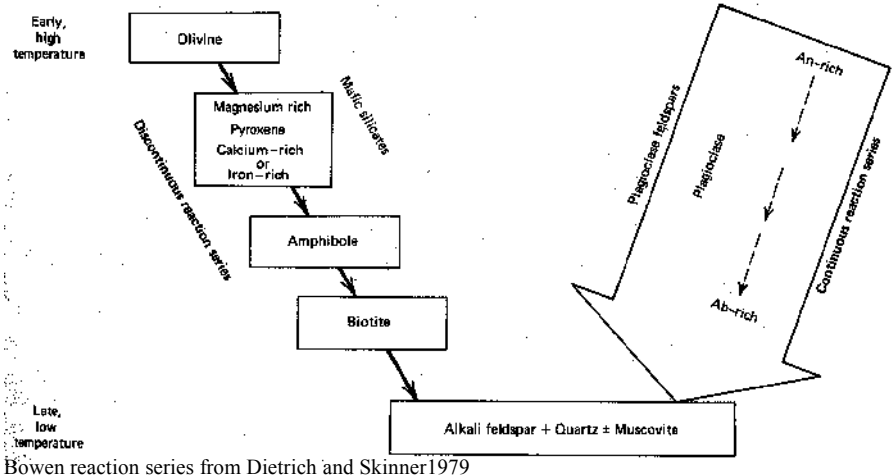 Early,
high
temperature
Olivine
Magnesium rich
Pyroxene
Calcium-rich
or
Iron-rich
Mafic silicates
Discontinuous reaction series
Amphibole
Biotite
Late,
low
temperature
Alkali feldspar + Quartz ± Muscovite
Plagioclase feldspars
Plagioclase
An-rich
Ab-rich
Continuous reaction series
Bowen reaction series from Dietrich and Skinner1979